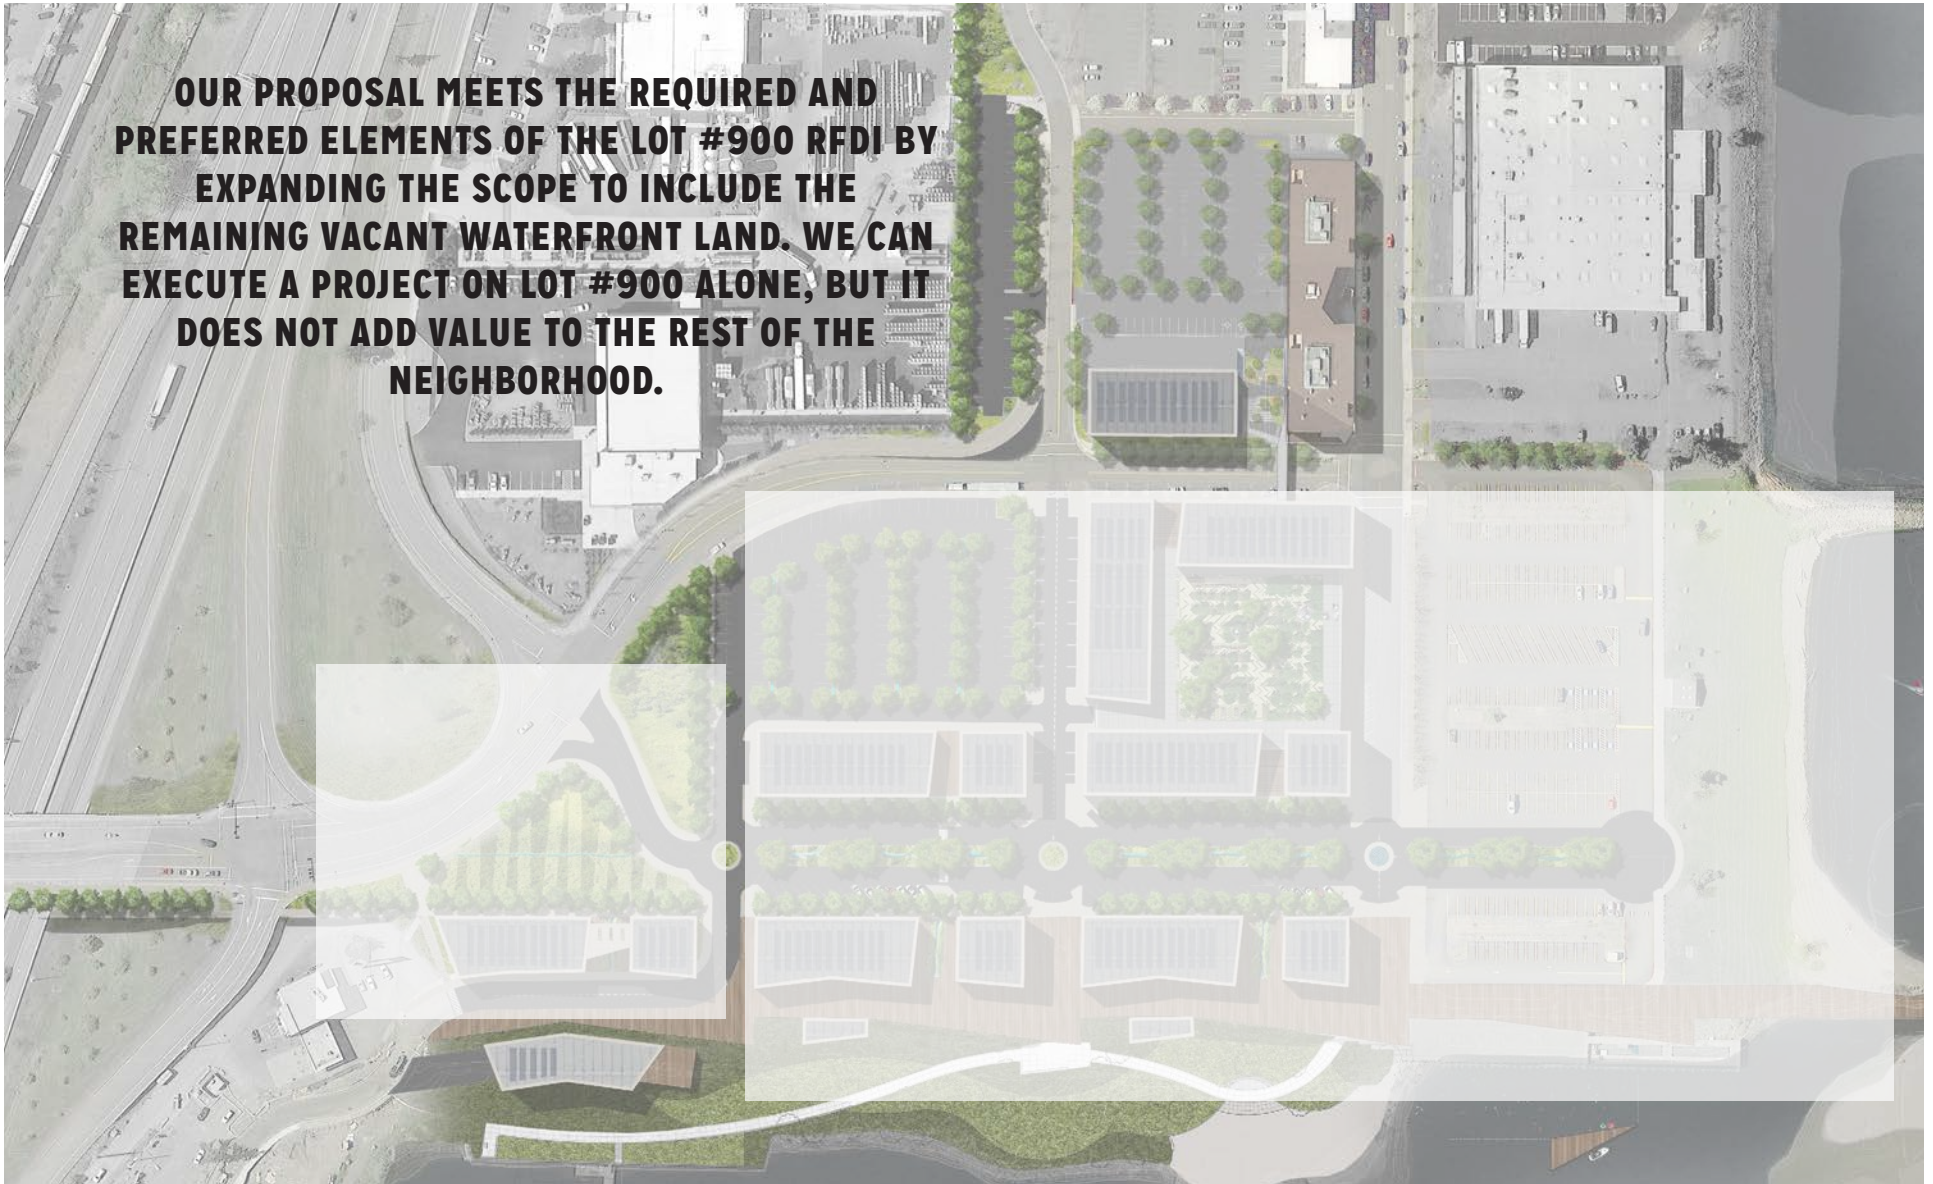 OUR PROPOSAL MEETS THE REQUIRED AND
PREFERRED ELEMENTS OF THE LOT #900 RFDI BY
EXPANDING THE SCOPE TO INCLUDE THE
REMAINING VACANT WATERFRONT LAND. WE CAN
EXECUTE A PROJECT ON LOT #900 ALONE, BUT IT
DOES NOT ADD VALUE TO THE REST OF THE
NEIGHBORHOOD.